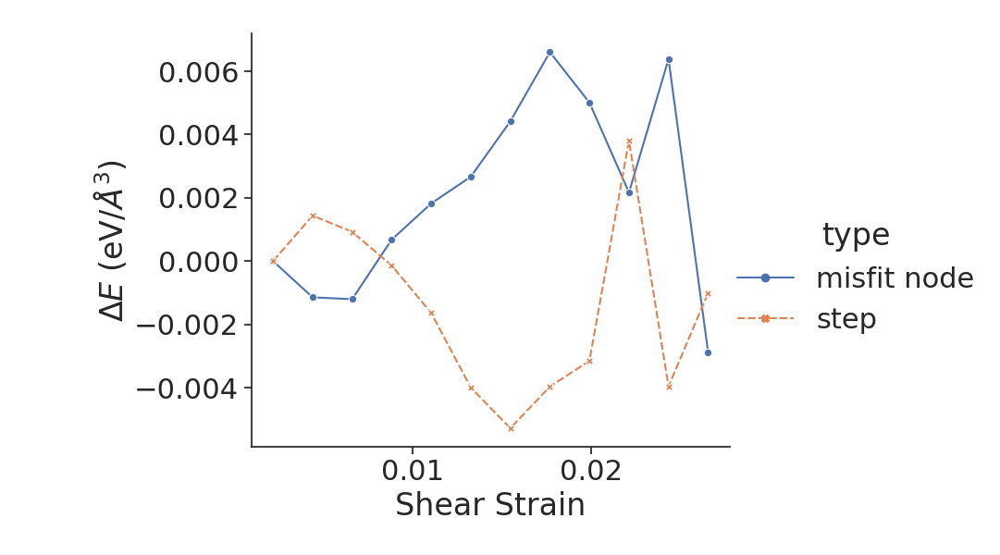 0.006
0.004
0.002
0.000
−0.002
−0.004
ΔE (eV/Å³)
0.01 0.02
Shear Strain
type
misfit node
step